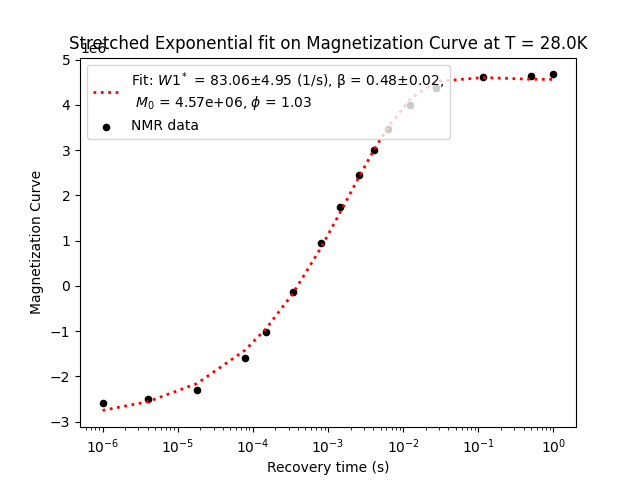 Stretched Exponential fit on Magnetization Curve at T = 28.0K
1e6
Fit: W1* = 83.06±4.95 (1/s), β = 0.48±0.02,
M₀ = 4.57e+06, ϕ = 1.03
NMR data
5
4
3
2
1
0
−1
−2
−3
Magnetization Curve
10⁻⁶ 10⁻⁵ 10⁻⁴ 10⁻³ 10⁻² 10⁻¹ 10⁰
Recovery time (s)